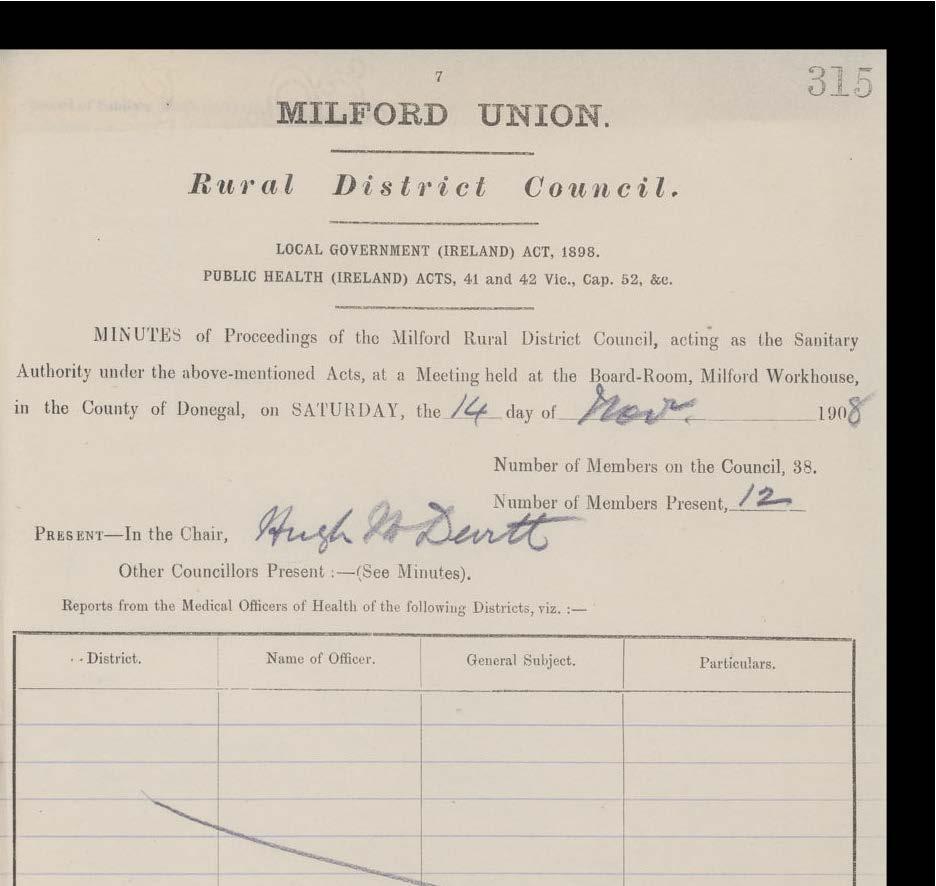 7
315
MILFORD UNION.
Rural District Council.
LOCAL GOVERNMENT (IRELAND) ACT, 1898.
PUBLIC HEALTH (IRELAND) ACTS, 41 and 42 Vic., Cap. 52, &c.
MINUTES of Proceedings of the Milford Rural District Council, acting as the Sanitary
Authority under the above-mentioned Acts, at a Meeting held at the Board-Room, Milford Workhouse,
in the County of Donegal, on SATURDAY, the 14 day of Nov. 1908
Number of Members on the Council, 38.
Number of Members Present, 12
PRESENT—In the Chair, Hugh McDevitt
Other Councillors Present :—(See Minutes).
Reports from the Medical Officers of Health of the following Districts, viz. :—
District. Name of Officer. General Subject. Particulars.